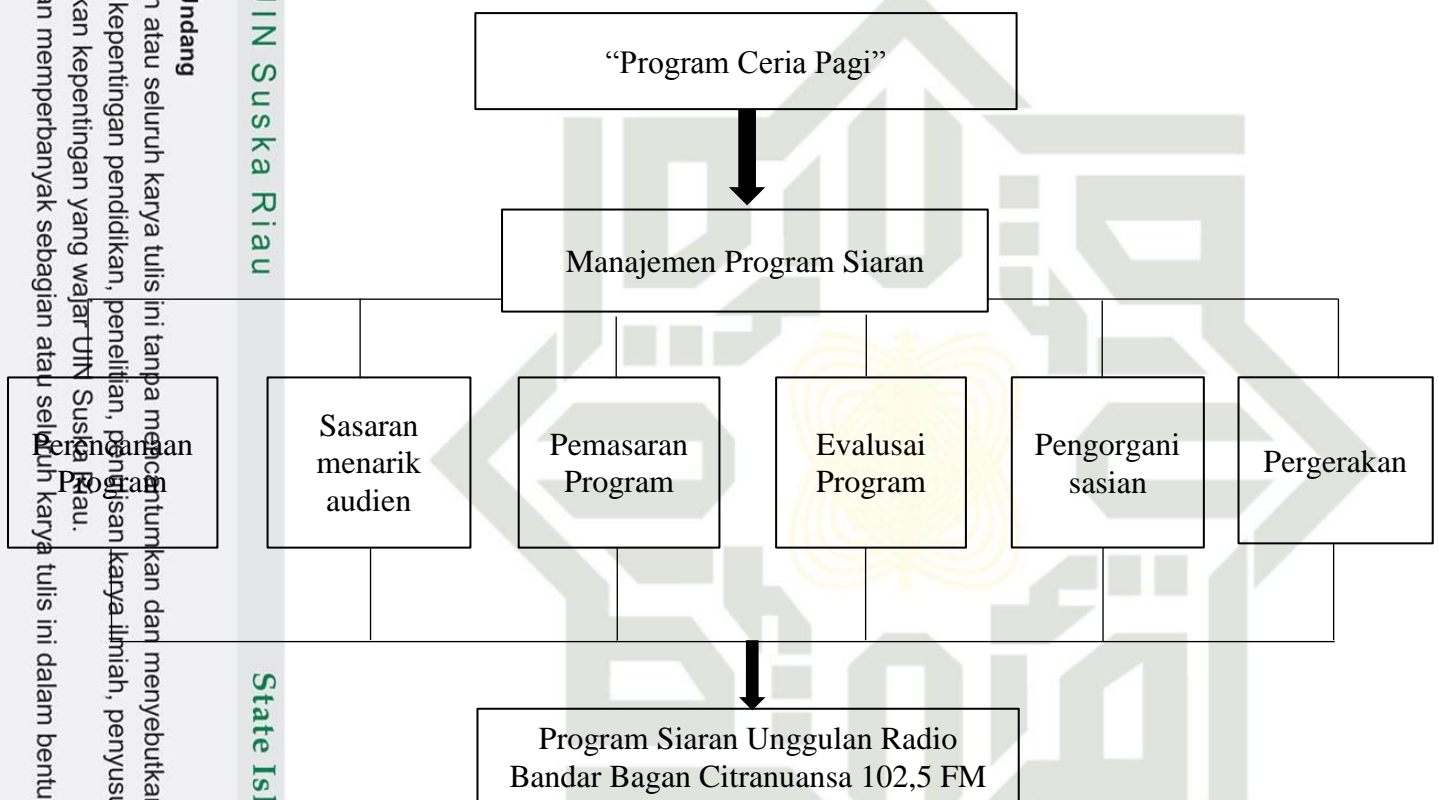 “Program Ceria Pagi”
Manajemen Program Siaran
Perencanaan
Program
Sasaran
menarik
audien
Pemasaran
Program
Evalusai
Program
Pengorgani
sasian
Pergerakan
Program Siaran Unggulan Radio
Bandar Bagan Citranuansa 102,5 FM
UIN Suska Riau
State Isl
Undang
n atau seluruh karya tulis ini tanpa mencantumkan dan menyebutkan
kepentingan pendidikan, penelitian, penulisan karya ilmiah, penyusu
kan kepentingan yang wajar UIN Suska Riau.
an memperbanyak sebagian atau seluruh karya tulis ini dalam bentu